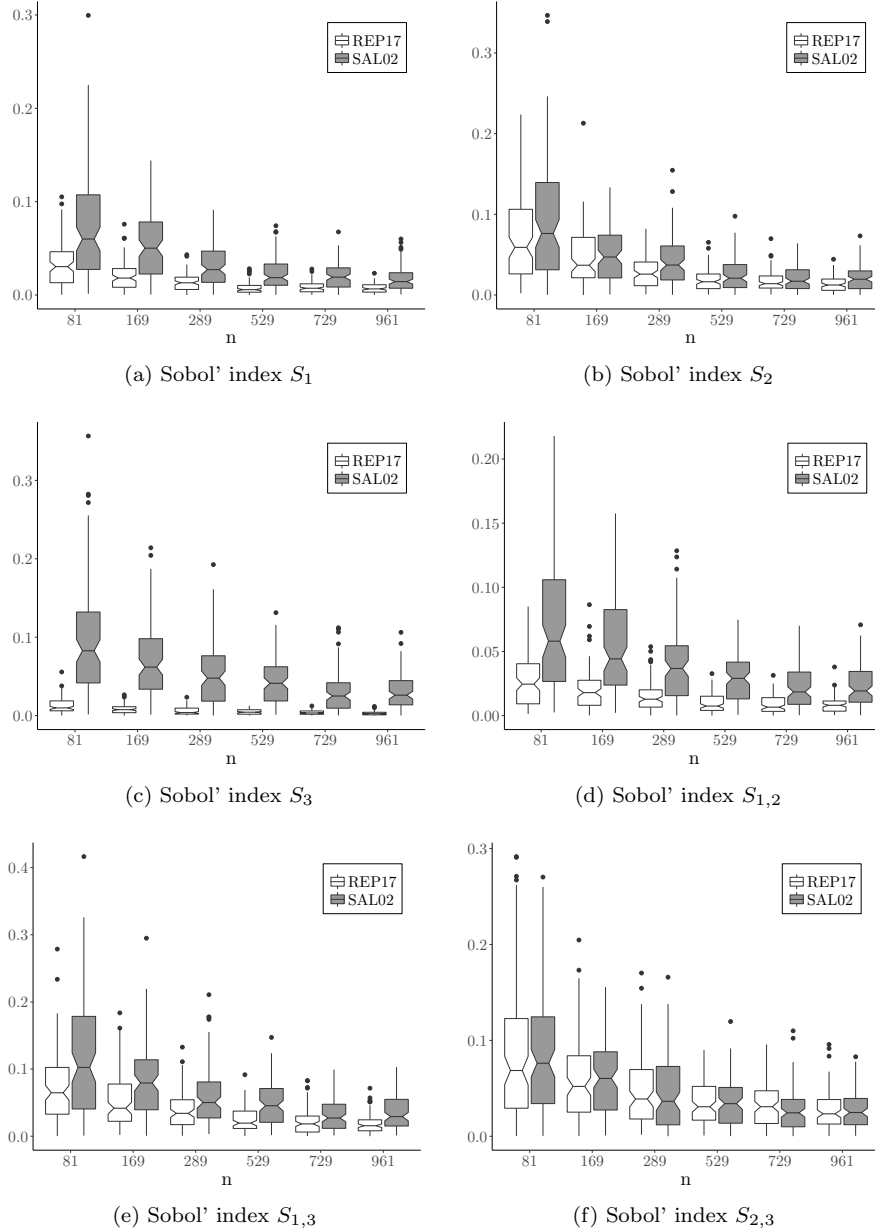 0.3
0.2
0.1
0.0
REP17
SAL02
81 169 289 529 729 961
n
(a) Sobol' index S₁
0.3
0.2
0.1
0.0
REP17
SAL02
81 169 289 529 729 961
n
(b) Sobol' index S₂
0.3
0.2
0.1
0.0
REP17
SAL02
81 169 289 529 729 961
n
(c) Sobol' index S₃
0.20
0.15
0.10
0.05
0.00
REP17
SAL02
81 169 289 529 729 961
n
(d) Sobol' index S₁,₂
0.4
0.3
0.2
0.1
0.0
REP17
SAL02
81 169 289 529 729 961
n
(e) Sobol' index S₁,₃
0.3
0.2
0.1
0.0
REP17
SAL02
81 169 289 529 729 961
n
(f) Sobol' index S₂,₃